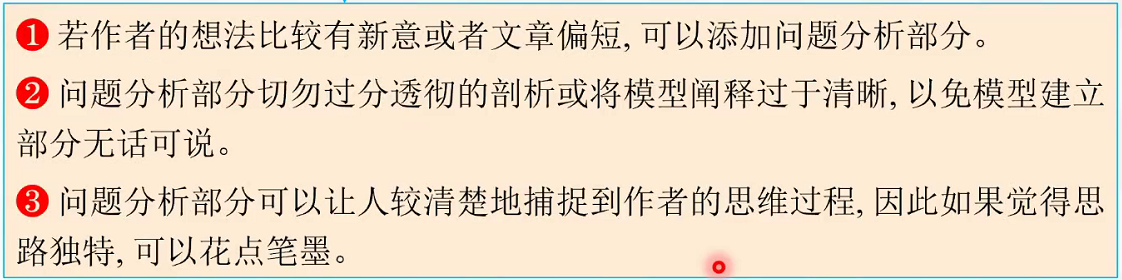 ❶ 若作者的想法比较有新意或者文章偏短, 可以添加问题分析部分。
❷ 问题分析部分切勿过分透彻的剖析或将模型阐释过于清晰, 以免模型建立
部分无话可说。
❸ 问题分析部分可以让人较清楚地捕捉到作者的思维过程, 因此如果觉得思
路独特, 可以花点笔墨。